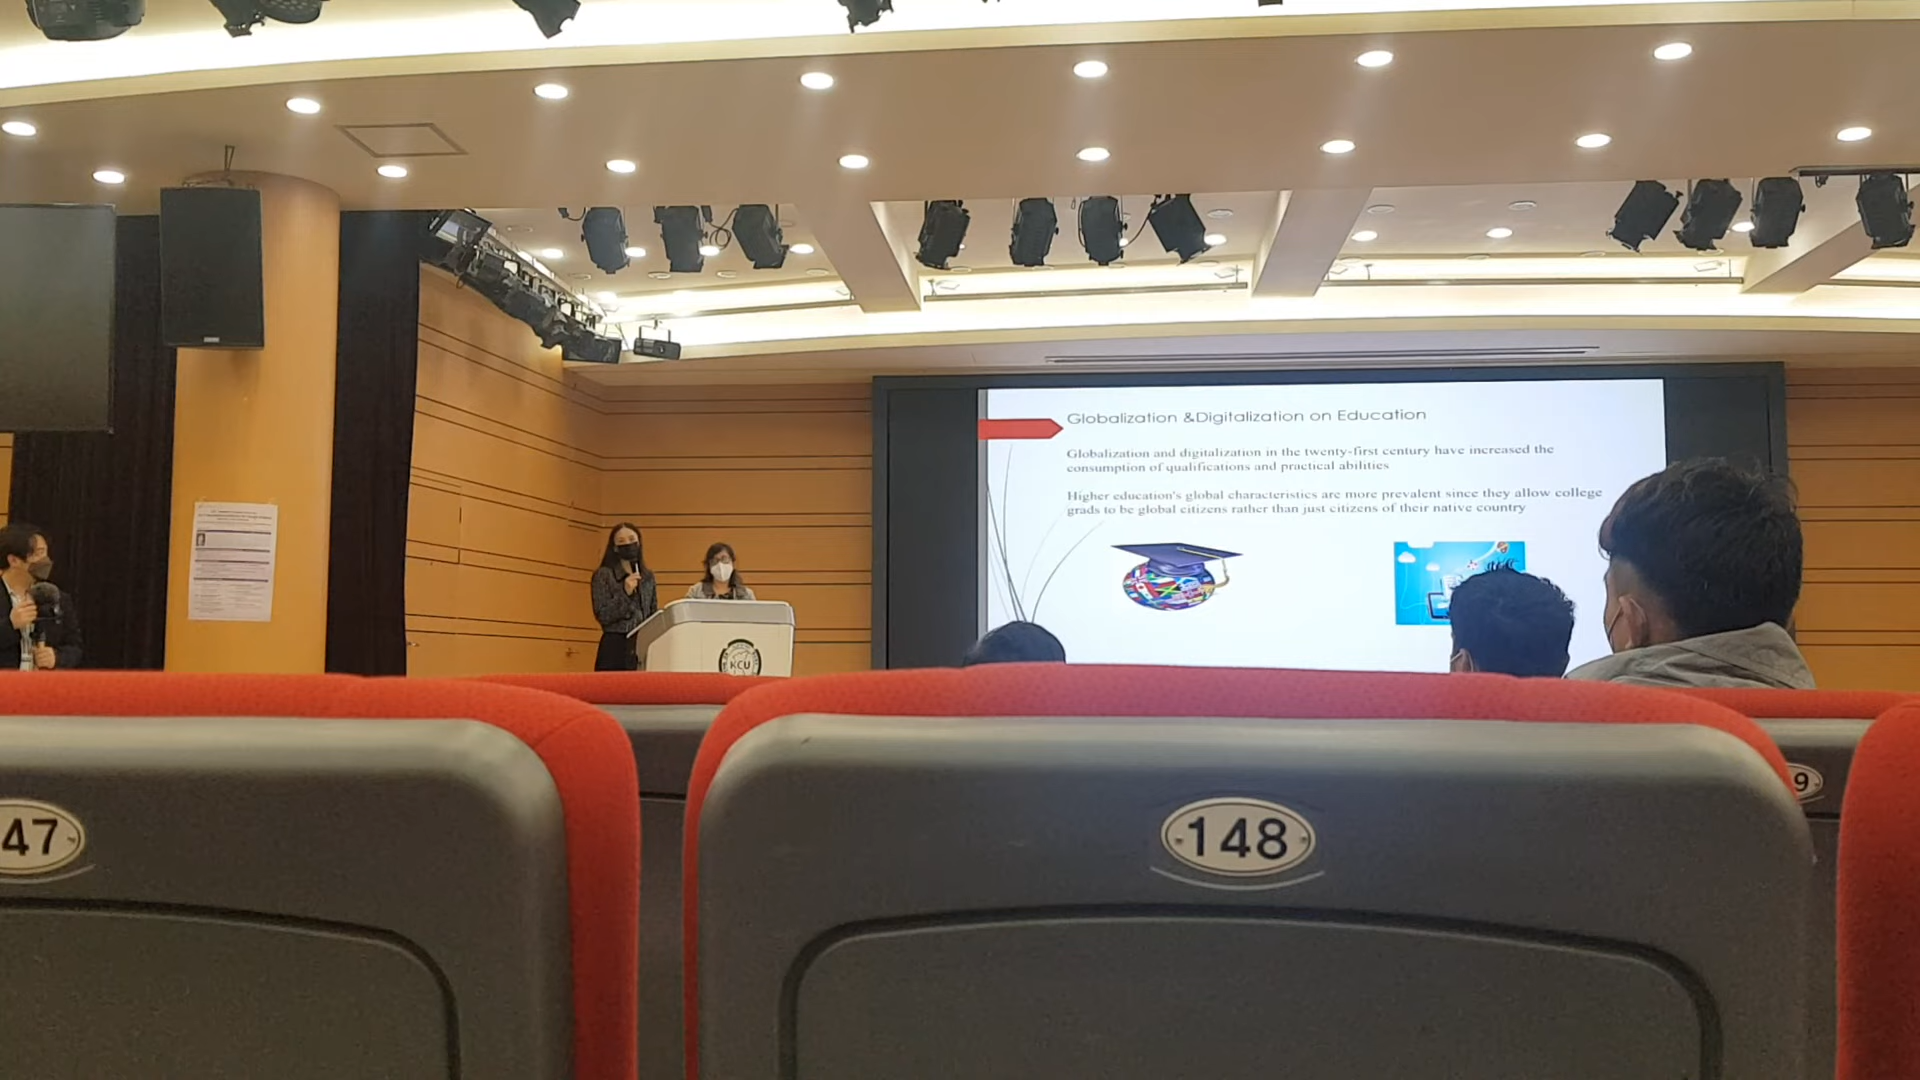 Globalization &Digitalization on Education
Globalization and digitalization in the twenty-first century have increased the
consumption of qualifications and practical abilities
Higher education's global characteristics are more prevalent since they allow college
grads to be global citizens rather than just citizens of their native country
KCU
47
148
9